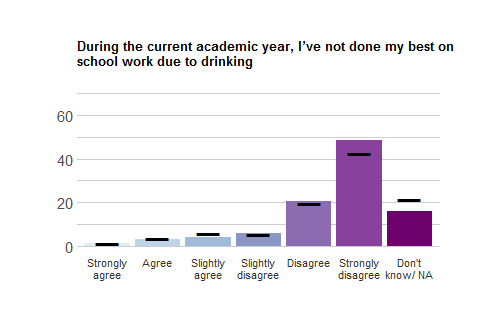 During the current academic year, I've not done my best on
school work due to drinking
60
40
20
0
Strongly agree
Agree
Slightly agree
Slightly disagree
Disagree
Strongly disagree
Don't know/ NA